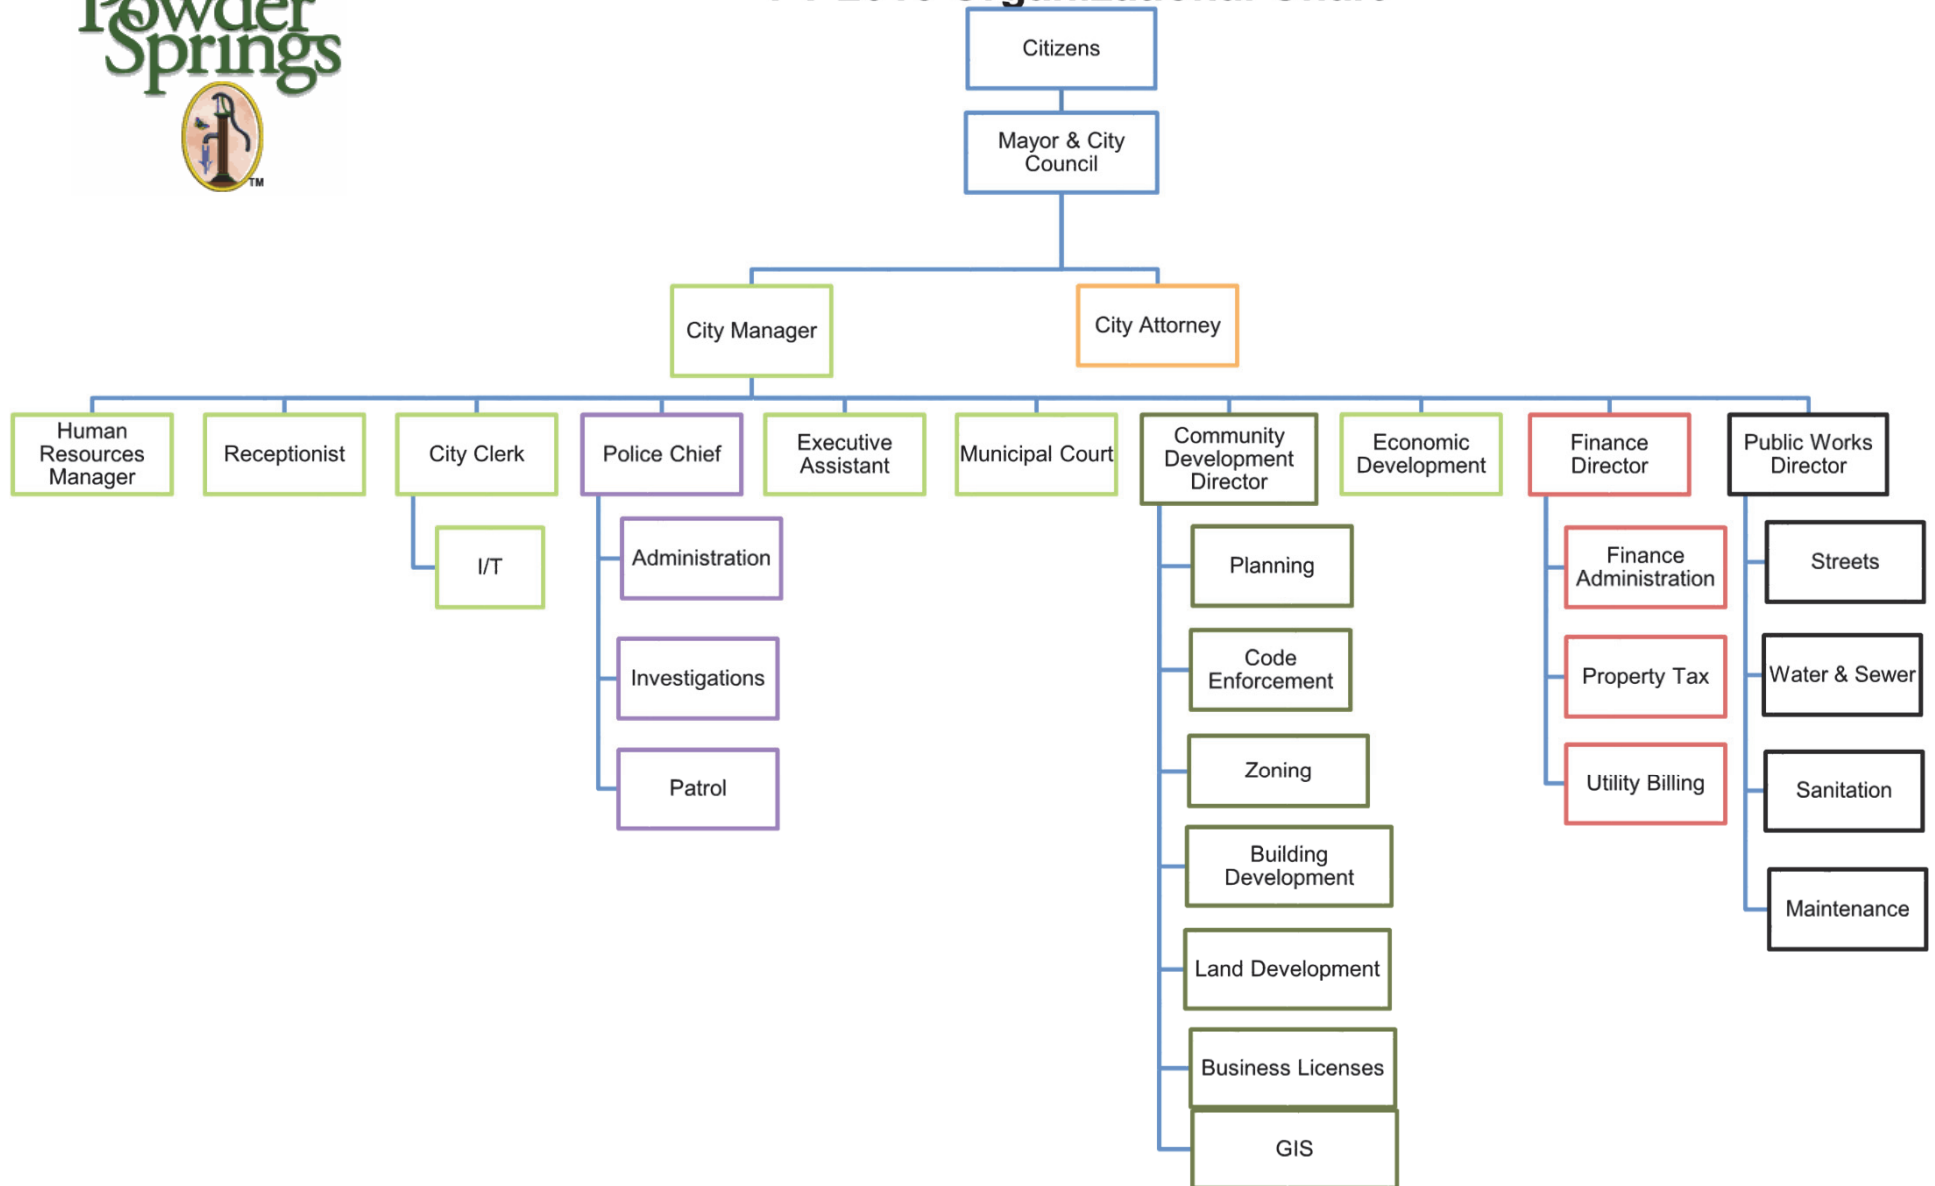 Powder
Springs
TM
Organizational Chart
Citizens
Mayor & City
Council
City Manager
City Attorney
Human
Resources
Manager
Receptionist
City Clerk
Police Chief
Executive
Assistant
Municipal Court
Community
Development
Director
Economic
Development
Finance
Director
Public Works
Director
I/T
Administration
Investigations
Patrol
Planning
Code
Enforcement
Zoning
Building
Development
Land Development
Business Licenses
GIS
Finance
Administration
Property Tax
Utility Billing
Streets
Water & Sewer
Sanitation
Maintenance